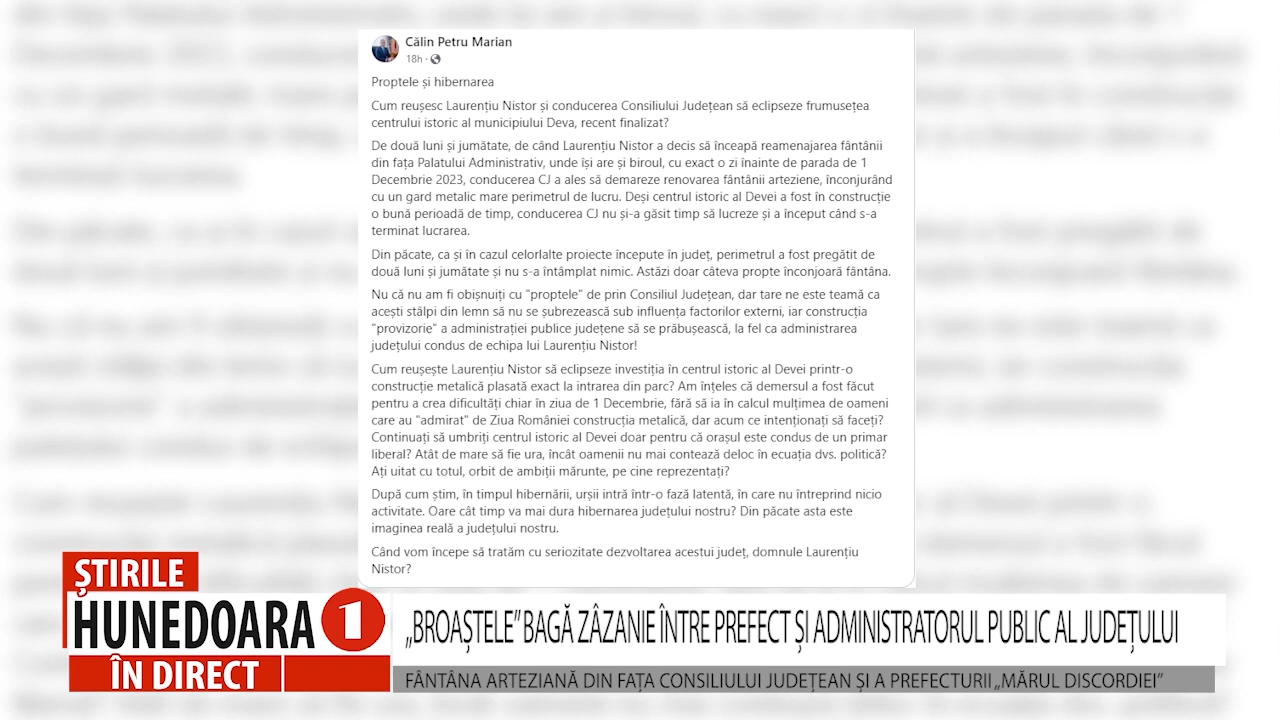 Călin Petru Marian
18h ·
Proptele și hibernarea
Cum reușesc Laurențiu Nistor și conducerea Consiliului Județean să eclipseze frumusețea
centrului istoric al municipiului Deva, recent finalizat?
De două luni și jumătate, de când Laurențiu Nistor a decis să înceapă reamenajarea fântânii
din fața Palatului Administrativ, unde își are și biroul, cu exact o zi înainte de parada de 1
Decembrie 2023, conducerea CJ a ales să demareze renovarea fântânii arteziene, înconjurând
cu un gard metalic mare perimetrul de lucru. Deși centrul istoric al Devei a fost în construcție
o bună perioadă de timp, conducerea CJ nu și-a găsit timp să lucreze și a început când s-a
terminat lucrarea.
Din păcate, ca și în cazul celorlalte proiecte începute în județ, perimetrul a fost pregătit de
două luni și jumătate și nu s-a întâmplat nimic. Astăzi doar câteva propte înconjoară fântâna.
Nu că nu am fi obișnuiți cu "proptele" de prin Consiliul Județean, dar tare ne este teamă ca
acești stâlpi din lemn să nu se șubrezească sub influența factorilor externi, iar construcția
"provizorie" a administrației publice județene să se prăbușească, la fel ca administrarea
județului condus de echipa lui Laurențiu Nistor!
Cum reușește Laurențiu Nistor să eclipseze investiția în centrul istoric al Devei printr-o
construcție metalică plasată exact la intrarea din parc? Am înțeles că demersul a fost făcut
pentru a crea dificultăți chiar în ziua de 1 Decembrie, fără să ia în calcul mulțimea de oameni
care au "admirat" de Ziua României construcția metalică, dar acum ce intenționați să faceți?
Continuați să umbriți centrul istoric al Devei doar pentru că orașul este condus de un primar
liberal? Atât de mare să fie ura, încât oamenii nu mai contează deloc în ecuația dvs. politică?
Ați uitat cu totul, orbit de ambiții mărunte, pe cine reprezentați?
După cum știm, în timpul hibernării, urșii intră într-o fază latentă, în care nu întreprind nicio
activitate. Oare cât timp va mai dura hibernarea județului nostru? Din păcate asta este
imaginea reală a județului nostru.
Când vom începe să tratăm cu seriozitate dezvoltarea acestui județ, domnule Laurențiu
Nistor?
ȘTIRILE
HUNEDOARA 1
ÎN DIRECT
„BROAȘTELE” BAGĂ ZÂZANIE ÎNTRE PREFECT ȘI ADMINISTRATORUL PUBLIC AL JUDEȚULUI
FÂNTÂNA ARTEZIANĂ DIN FAȚA CONSILIULUI JUDEȚEAN ȘI A PREFECTURII „MĂRUL DISCORDIEI”